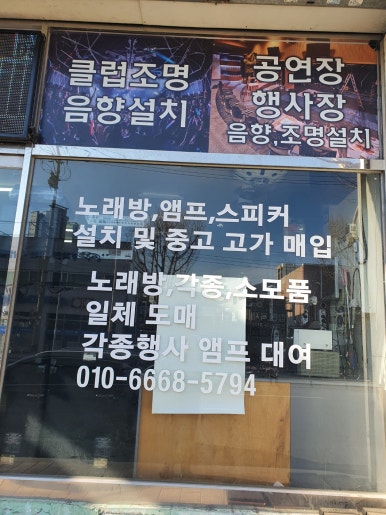 클럽조명
음향설치
공연장
행사장
음향,조명설치
노래방,앰프,스피커
설치 및 중고 고가 매입
노래방,각종,소모품
일체 도매
각종행사 앰프 대여
010-6668-5794